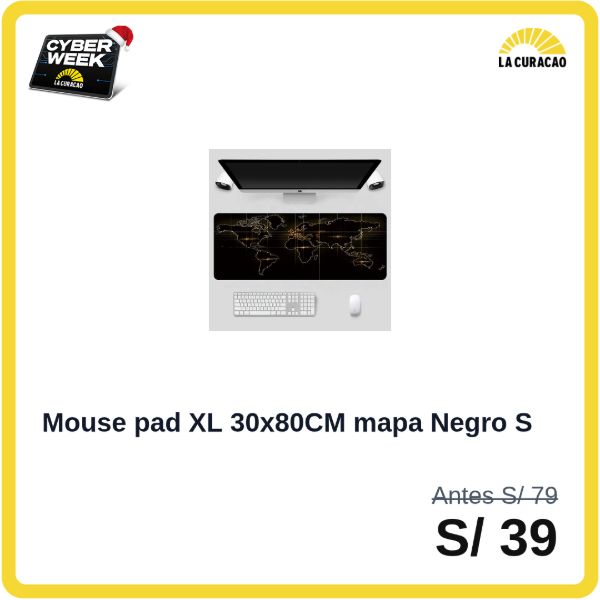 CYBER
WEEK
LA CURACAO
LA CURACAO
Mouse pad XL 30x80CM mapa Negro S
Antes S/ 79
S/ 39